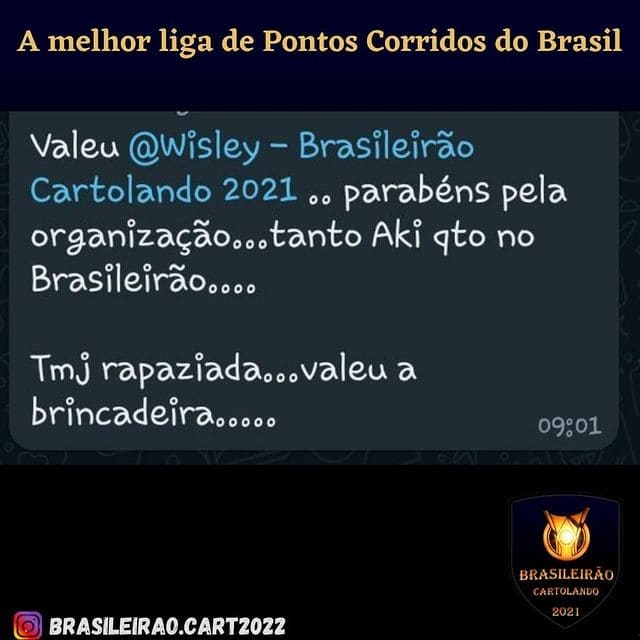 A melhor liga de Pontos Corridos do Brasil
Valeu @Wisley – Brasileirão
Cartolando 2021 .. parabéns pela
organização...tanto Aki qto no
Brasileirão....
Tmj rapaziada...valeu a
brincadeira.....
09:01
BRASILEIRÃO
CARTOLANDO
2021
BRASILEIRAO.CART2022